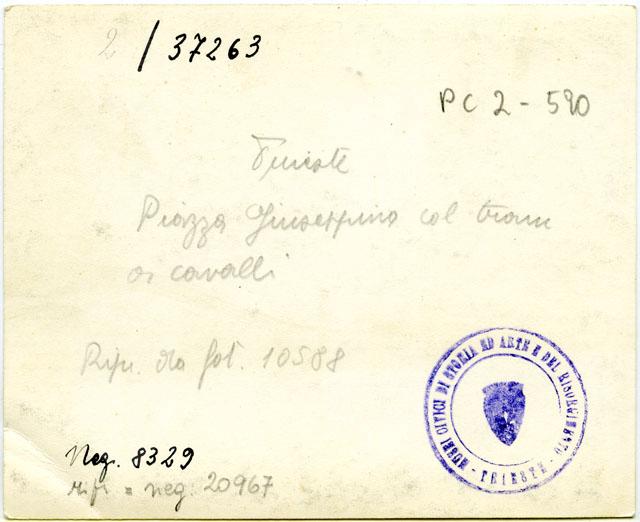 2/37263
PC 2 - 590
Trieste
Piazza Giuseppina col tram
a cavalli
Ripr. da fot. 10588
MUSEI CIVICI DI STORIA ED ARTE E DEL RISORGIMENTO
- TRIESTE -
Neg. 8329
Ripr = neg. 20967